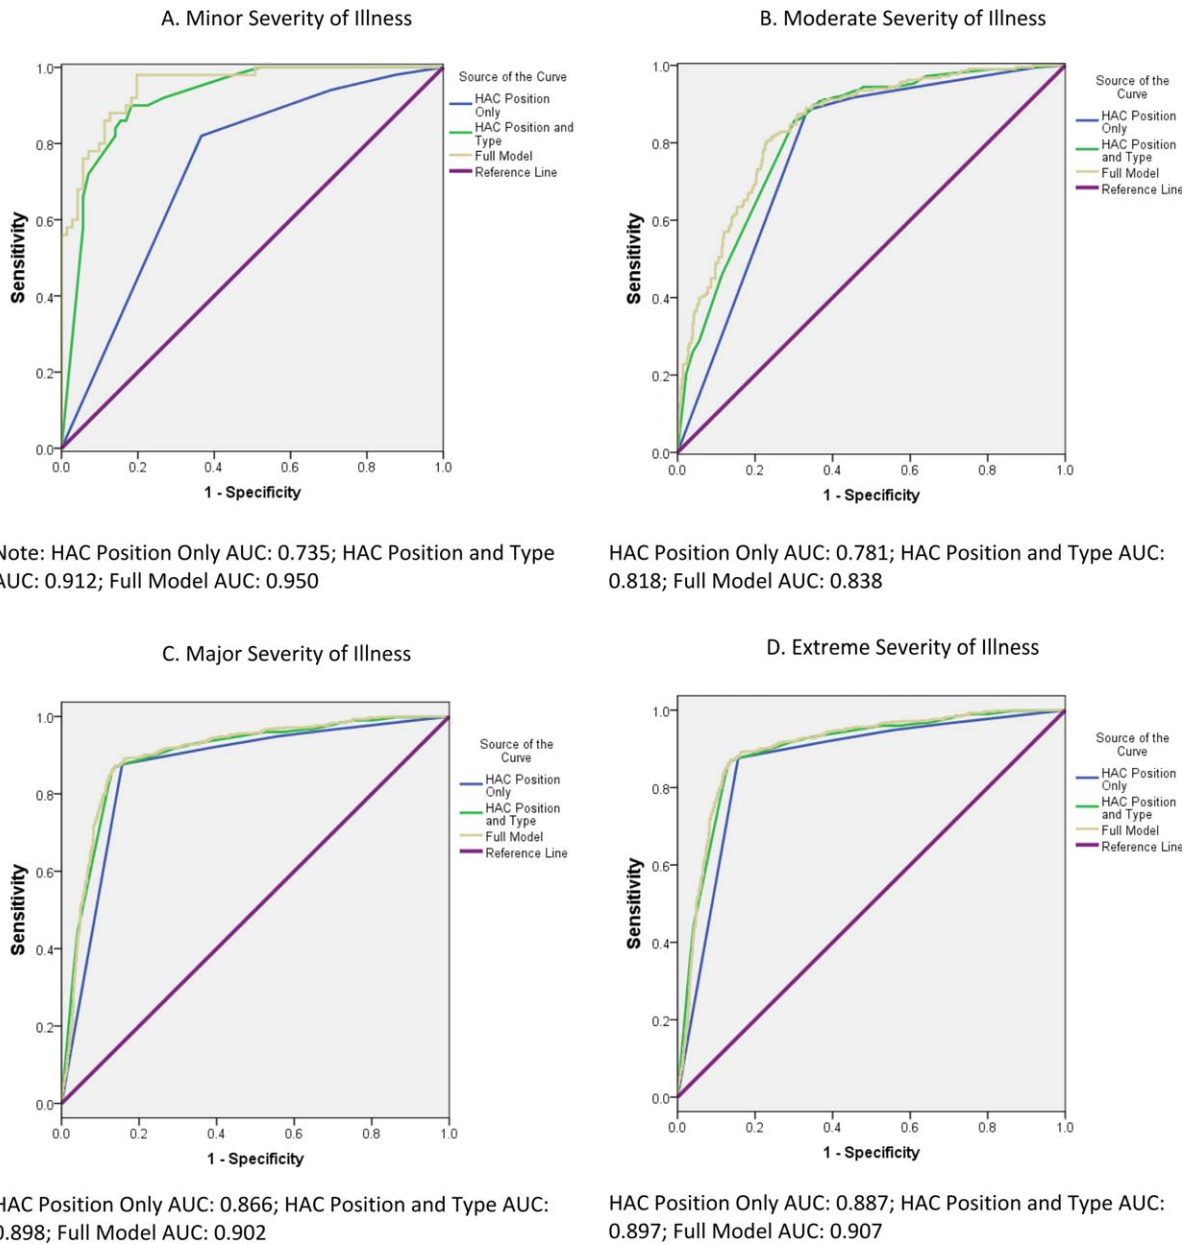 A. Minor Severity of Illness
1.0
0.8
0.6
0.4
0.2
0.0
Sensitivity
0.0 0.2 0.4 0.6 0.8 1.0
1 - Specificity
Source of the Curve
HAC Position
Only
HAC Position and
Type
Full Model
Reference Line
Note: HAC Position Only AUC: 0.735; HAC Position and Type
AUC: 0.912; Full Model AUC: 0.950
B. Moderate Severity of Illness
1.0
0.8
0.6
0.4
0.2
0.0
Sensitivity
0.0 0.2 0.4 0.6 0.8 1.0
1 - Specificity
Source of the
Curve
HAC Position
Only
HAC Position
and Type
Full Model
Reference Line
HAC Position Only AUC: 0.781; HAC Position and Type AUC:
0.818; Full Model AUC: 0.838
C. Major Severity of Illness
1.0
0.8
0.6
0.4
0.2
0.0
Sensitivity
0.0 0.2 0.4 0.6 0.8 1.0
1 - Specificity
Source of the
Curve
HAC Position
Only
HAC Position
and Type
Full Model
Reference Line
HAC Position Only AUC: 0.866; HAC Position and Type AUC:
0.898; Full Model AUC: 0.902
D. Extreme Severity of Illness
1.0
0.8
0.6
0.4
0.2
0.0
Sensitivity
0.0 0.2 0.4 0.6 0.8 1.0
1 - Specificity
Source of the
Curve
HAC Position
Only
HAC Position
and Type
Full Model
Reference Line
HAC Position Only AUC: 0.887; HAC Position and Type AUC:
0.897; Full Model AUC: 0.907